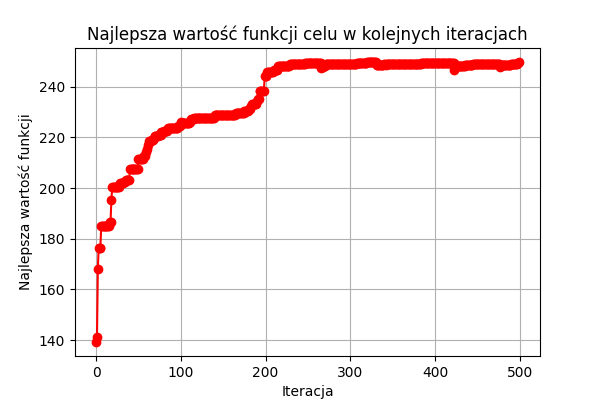 Najlepsza wartość funkcji celu w kolejnych iteracjach
Najlepsza wartość funkcji
240
220
200
180
160
140
0 100 200 300 400 500
Iteracja